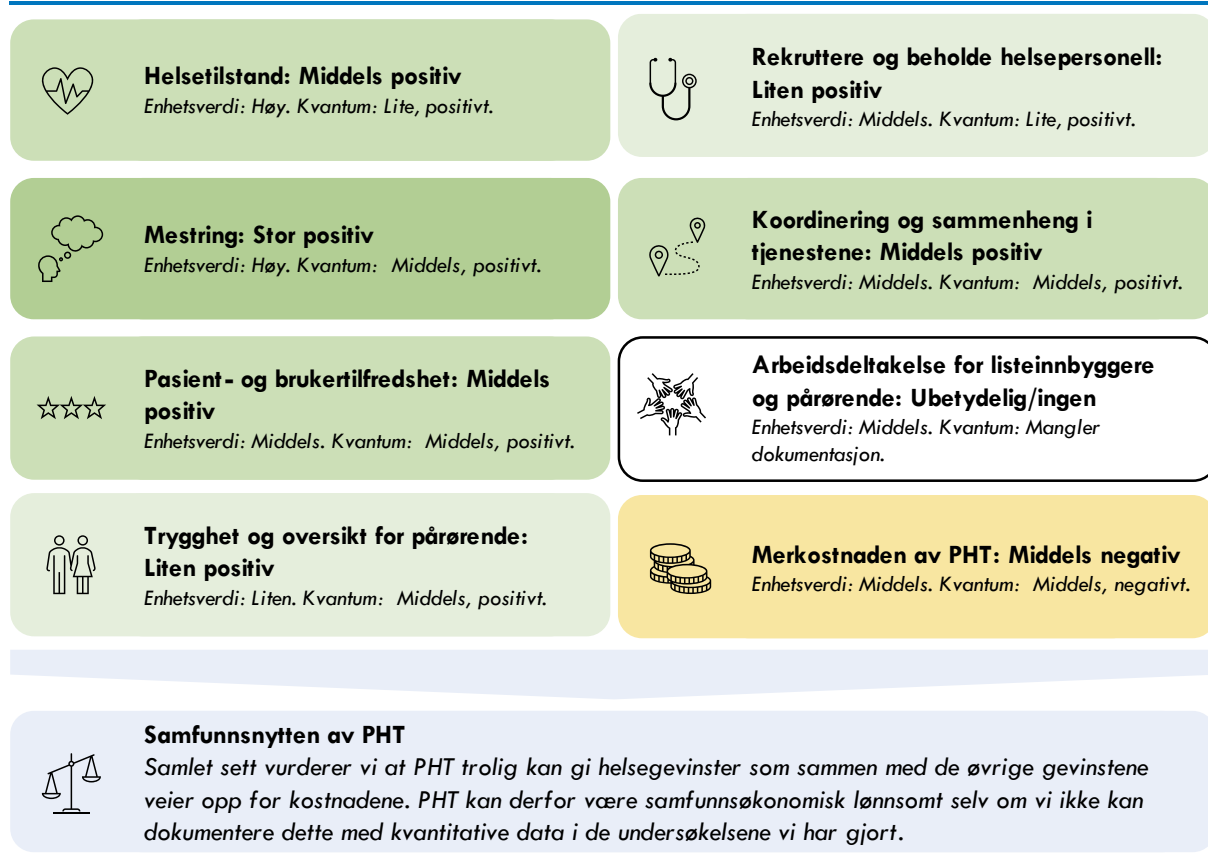 Helsetilstand: Middels positiv
Enhetsverdi: Høy. Kvantum: Lite, positivt.
Rekruttere og beholde helsepersonell:
Liten positiv
Enhetsverdi: Middels. Kvantum: Lite, positivt.
Mestring: Stor positiv
Enhetsverdi: Høy. Kvantum: Middels, positivt.
Koordinering og sammenheng i
tjenestene: Middels positiv
Enhetsverdi: Middels. Kvantum: Middels, positivt.
Pasient- og brukertilfredshet: Middels
positiv
Enhetsverdi: Middels. Kvantum: Middels, positivt.
Arbeidsdeltakelse for listeinnbyggere
og pårørende: Ubetydelig/ingen
Enhetsverdi: Middels. Kvantum: Mangler
dokumentasjon.
Trygghet og oversikt for pårørende:
Liten positiv
Enhetsverdi: Liten. Kvantum: Middels, positivt.
Merkostnaden av PHT: Middels negativ
Enhetsverdi: Middels. Kvantum: Middels, negativt.
Samfunnsnytten av PHT
Samlet sett vurderer vi at PHT trolig kan gi helsegevinster som sammen med de øvrige gevinstene
veier opp for kostnadene. PHT kan derfor være samfunnsøkonomisk lønnsomt selv om vi ikke kan
dokumentere dette med kvantitative data i de undersøkelsene vi har gjort.